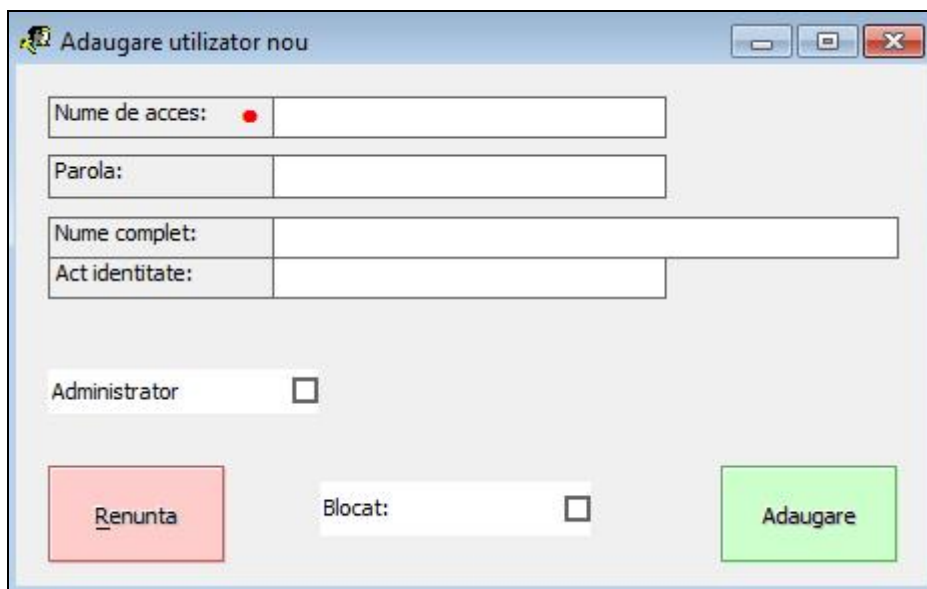 Adaugare utilizator nou
Nume de acces:
Parola:
Nume complet:
Act identitate:
Administrator
Renunta
Blocat:
Adaugare